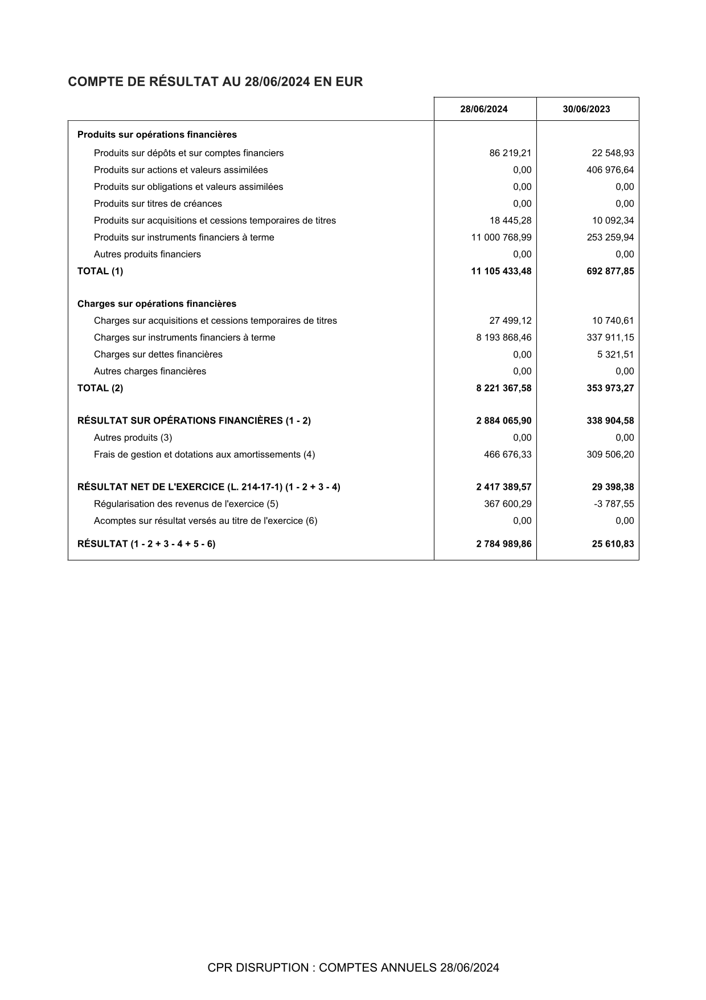 COMPTE DE RÉSULTAT AU 28/06/2024 EN EUR
28/06/2024 30/06/2023
Produits sur opérations financières
Produits sur dépôts et sur comptes financiers 86 219,21 22 548,93
Produits sur actions et valeurs assimilées 0,00 406 976,64
Produits sur obligations et valeurs assimilées 0,00 0,00
Produits sur titres de créances 0,00 0,00
Produits sur acquisitions et cessions temporaires de titres 18 445,28 10 092,34
Produits sur instruments financiers à terme 11 000 768,99 253 259,94
Autres produits financiers 0,00 0,00
TOTAL (1) 11 105 433,48 692 877,85
Charges sur opérations financières
Charges sur acquisitions et cessions temporaires de titres 27 499,12 10 740,61
Charges sur instruments financiers à terme 8 193 868,46 337 911,15
Charges sur dettes financières 0,00 5 321,51
Autres charges financières 0,00 0,00
TOTAL (2) 8 221 367,58 353 973,27
RÉSULTAT SUR OPÉRATIONS FINANCIÈRES (1 - 2) 2 884 065,90 338 904,58
Autres produits (3) 0,00 0,00
Frais de gestion et dotations aux amortissements (4) 466 676,33 309 506,20
RÉSULTAT NET DE L'EXERCICE (L. 214-17-1) (1 - 2 + 3 - 4) 2 417 389,57 29 398,38
Régularisation des revenus de l'exercice (5) 367 600,29 -3 787,55
Acomptes sur résultat versés au titre de l'exercice (6) 0,00 0,00
RÉSULTAT (1 - 2 + 3 - 4 + 5 - 6) 2 784 989,86 25 610,83
CPR DISRUPTION : COMPTES ANNUELS 28/06/2024